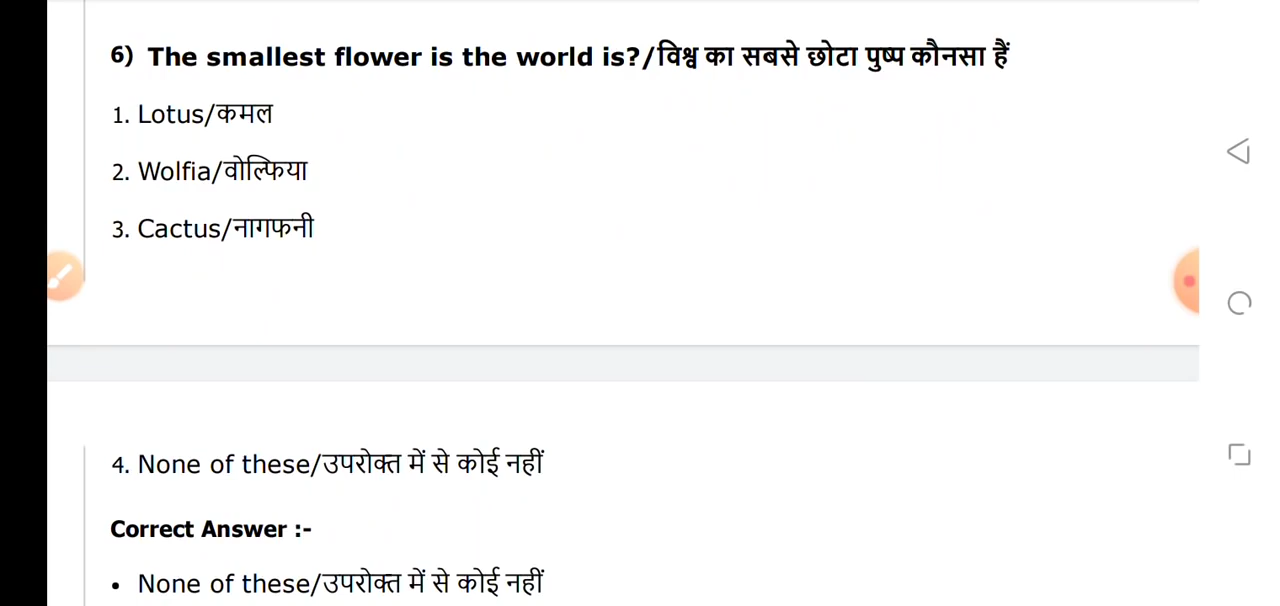 6) The smallest flower is the world is?/विश्व का सबसे छोटा पुष्प कौनसा हैं
1. Lotus/कमल
2. Wolfia/वोल्फिया
3. Cactus/नागफनी
4. None of these/उपरोक्त में से कोई नहीं
Correct Answer :-
• None of these/उपरोक्त में से कोई नहीं